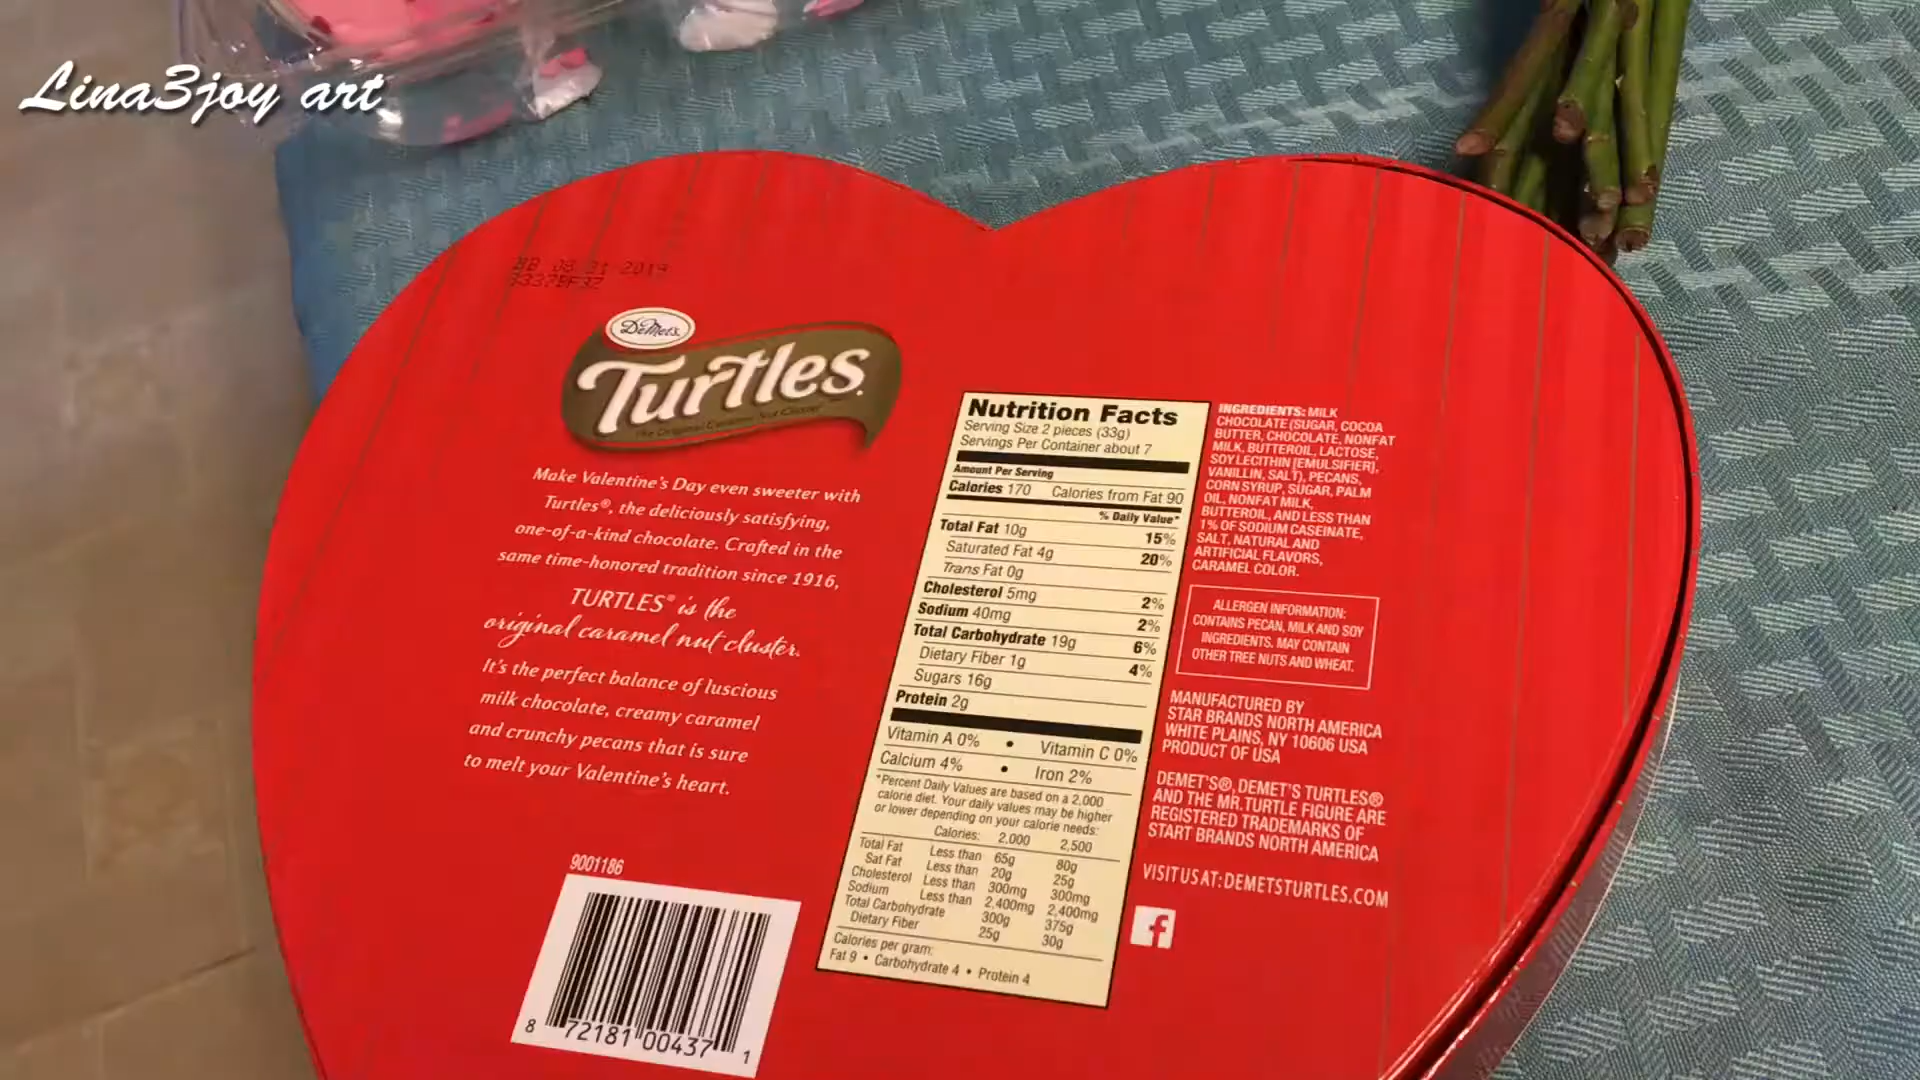 Lina3joy art
BB 08 31 2019
DeMet's
Turtles
The Original Caramel Nut Cluster
Make Valentine's Day even sweeter with
Turtles®, the deliciously satisfying,
one-of-a-kind chocolate. Crafted in the
same time-honored tradition since 1916,
TURTLES® is the
original caramel nut cluster.
It's the perfect balance of luscious
milk chocolate, creamy caramel
and crunchy pecans that is sure
to melt your Valentine's heart.
9001186
8 72181 00437 1
Nutrition Facts
Serving Size 2 pieces (33g)
Servings Per Container about 7
Amount Per Serving
Calories 170 Calories from Fat 90
% Daily Value*
Total Fat 10g 15%
Saturated Fat 4g 20%
Trans Fat 0g
Cholesterol 5mg 2%
Sodium 40mg 2%
Total Carbohydrate 19g 6%
Dietary Fiber 1g 4%
Sugars 16g
Protein 2g
Vitamin A 0% • Vitamin C 0%
Calcium 4% • Iron 2%
*Percent Daily Values are based on a 2,000
calorie diet. Your daily values may be higher
or lower depending on your calorie needs:
Calories: 2,000 2,500
Total Fat Less than 65g 80g
Sat Fat Less than 20g 25g
Cholesterol Less than 300mg 300mg
Sodium Less than 2,400mg 2,400mg
Total Carbohydrate 300g 375g
Dietary Fiber 25g 30g
Calories per gram:
Fat 9 • Carbohydrate 4 • Protein 4
INGREDIENTS: MILK
CHOCOLATE (SUGAR, COCOA
BUTTER, CHOCOLATE, NONFAT
MILK, BUTTEROIL, LACTOSE,
SOY LECITHIN [EMULSIFIER],
VANILLIN, SALT), PECANS,
CORN SYRUP, SUGAR, PALM
OIL, NONFAT MILK,
BUTTEROIL, AND LESS THAN
1% OF SODIUM CASEINATE,
SALT, NATURAL AND
ARTIFICIAL FLAVORS,
CARAMEL COLOR.
ALLERGEN INFORMATION:
CONTAINS PECAN, MILK AND SOY
INGREDIENTS. MAY CONTAIN
OTHER TREE NUTS AND WHEAT.
MANUFACTURED BY
STAR BRANDS NORTH AMERICA
WHITE PLAINS, NY 10606 USA
PRODUCT OF USA
DEMET'S®, DEMET'S TURTLES®
AND THE MR. TURTLE FIGURE ARE
REGISTERED TRADEMARKS OF
START BRANDS NORTH AMERICA
VISIT US AT: DEMETSTURTLES.COM
f